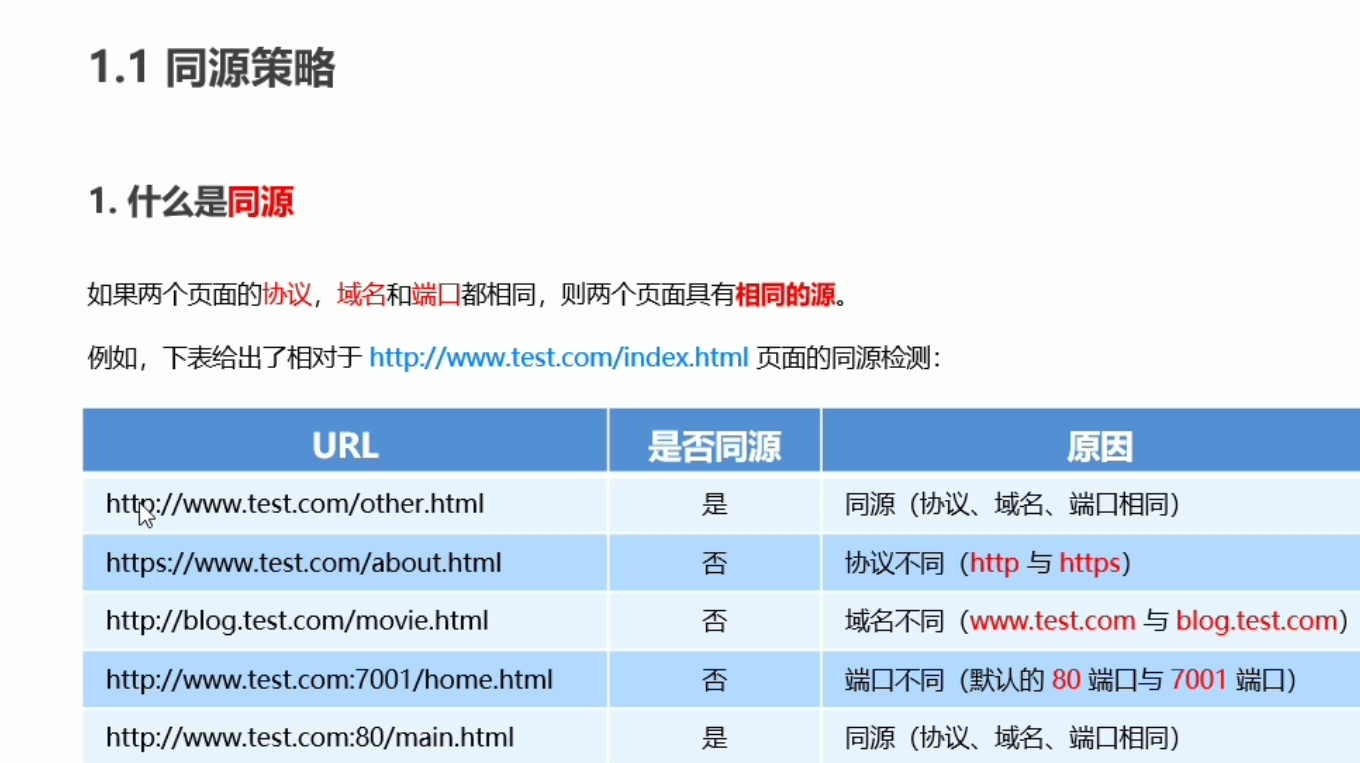 1.1 同源策略
1. 什么是同源
如果两个页面的协议，域名和端口都相同，则两个页面具有相同的源。
例如，下表给出了相对于 http://www.test.com/index.html 页面的同源检测：
URL 是否同源 原因
http://www.test.com/other.html 是 同源（协议、域名、端口相同）
https://www.test.com/about.html 否 协议不同（http 与 https）
http://blog.test.com/movie.html 否 域名不同（www.test.com 与 blog.test.com）
http://www.test.com:7001/home.html 否 端口不同（默认的 80 端口与 7001 端口）
http://www.test.com:80/main.html 是 同源（协议、域名、端口相同）